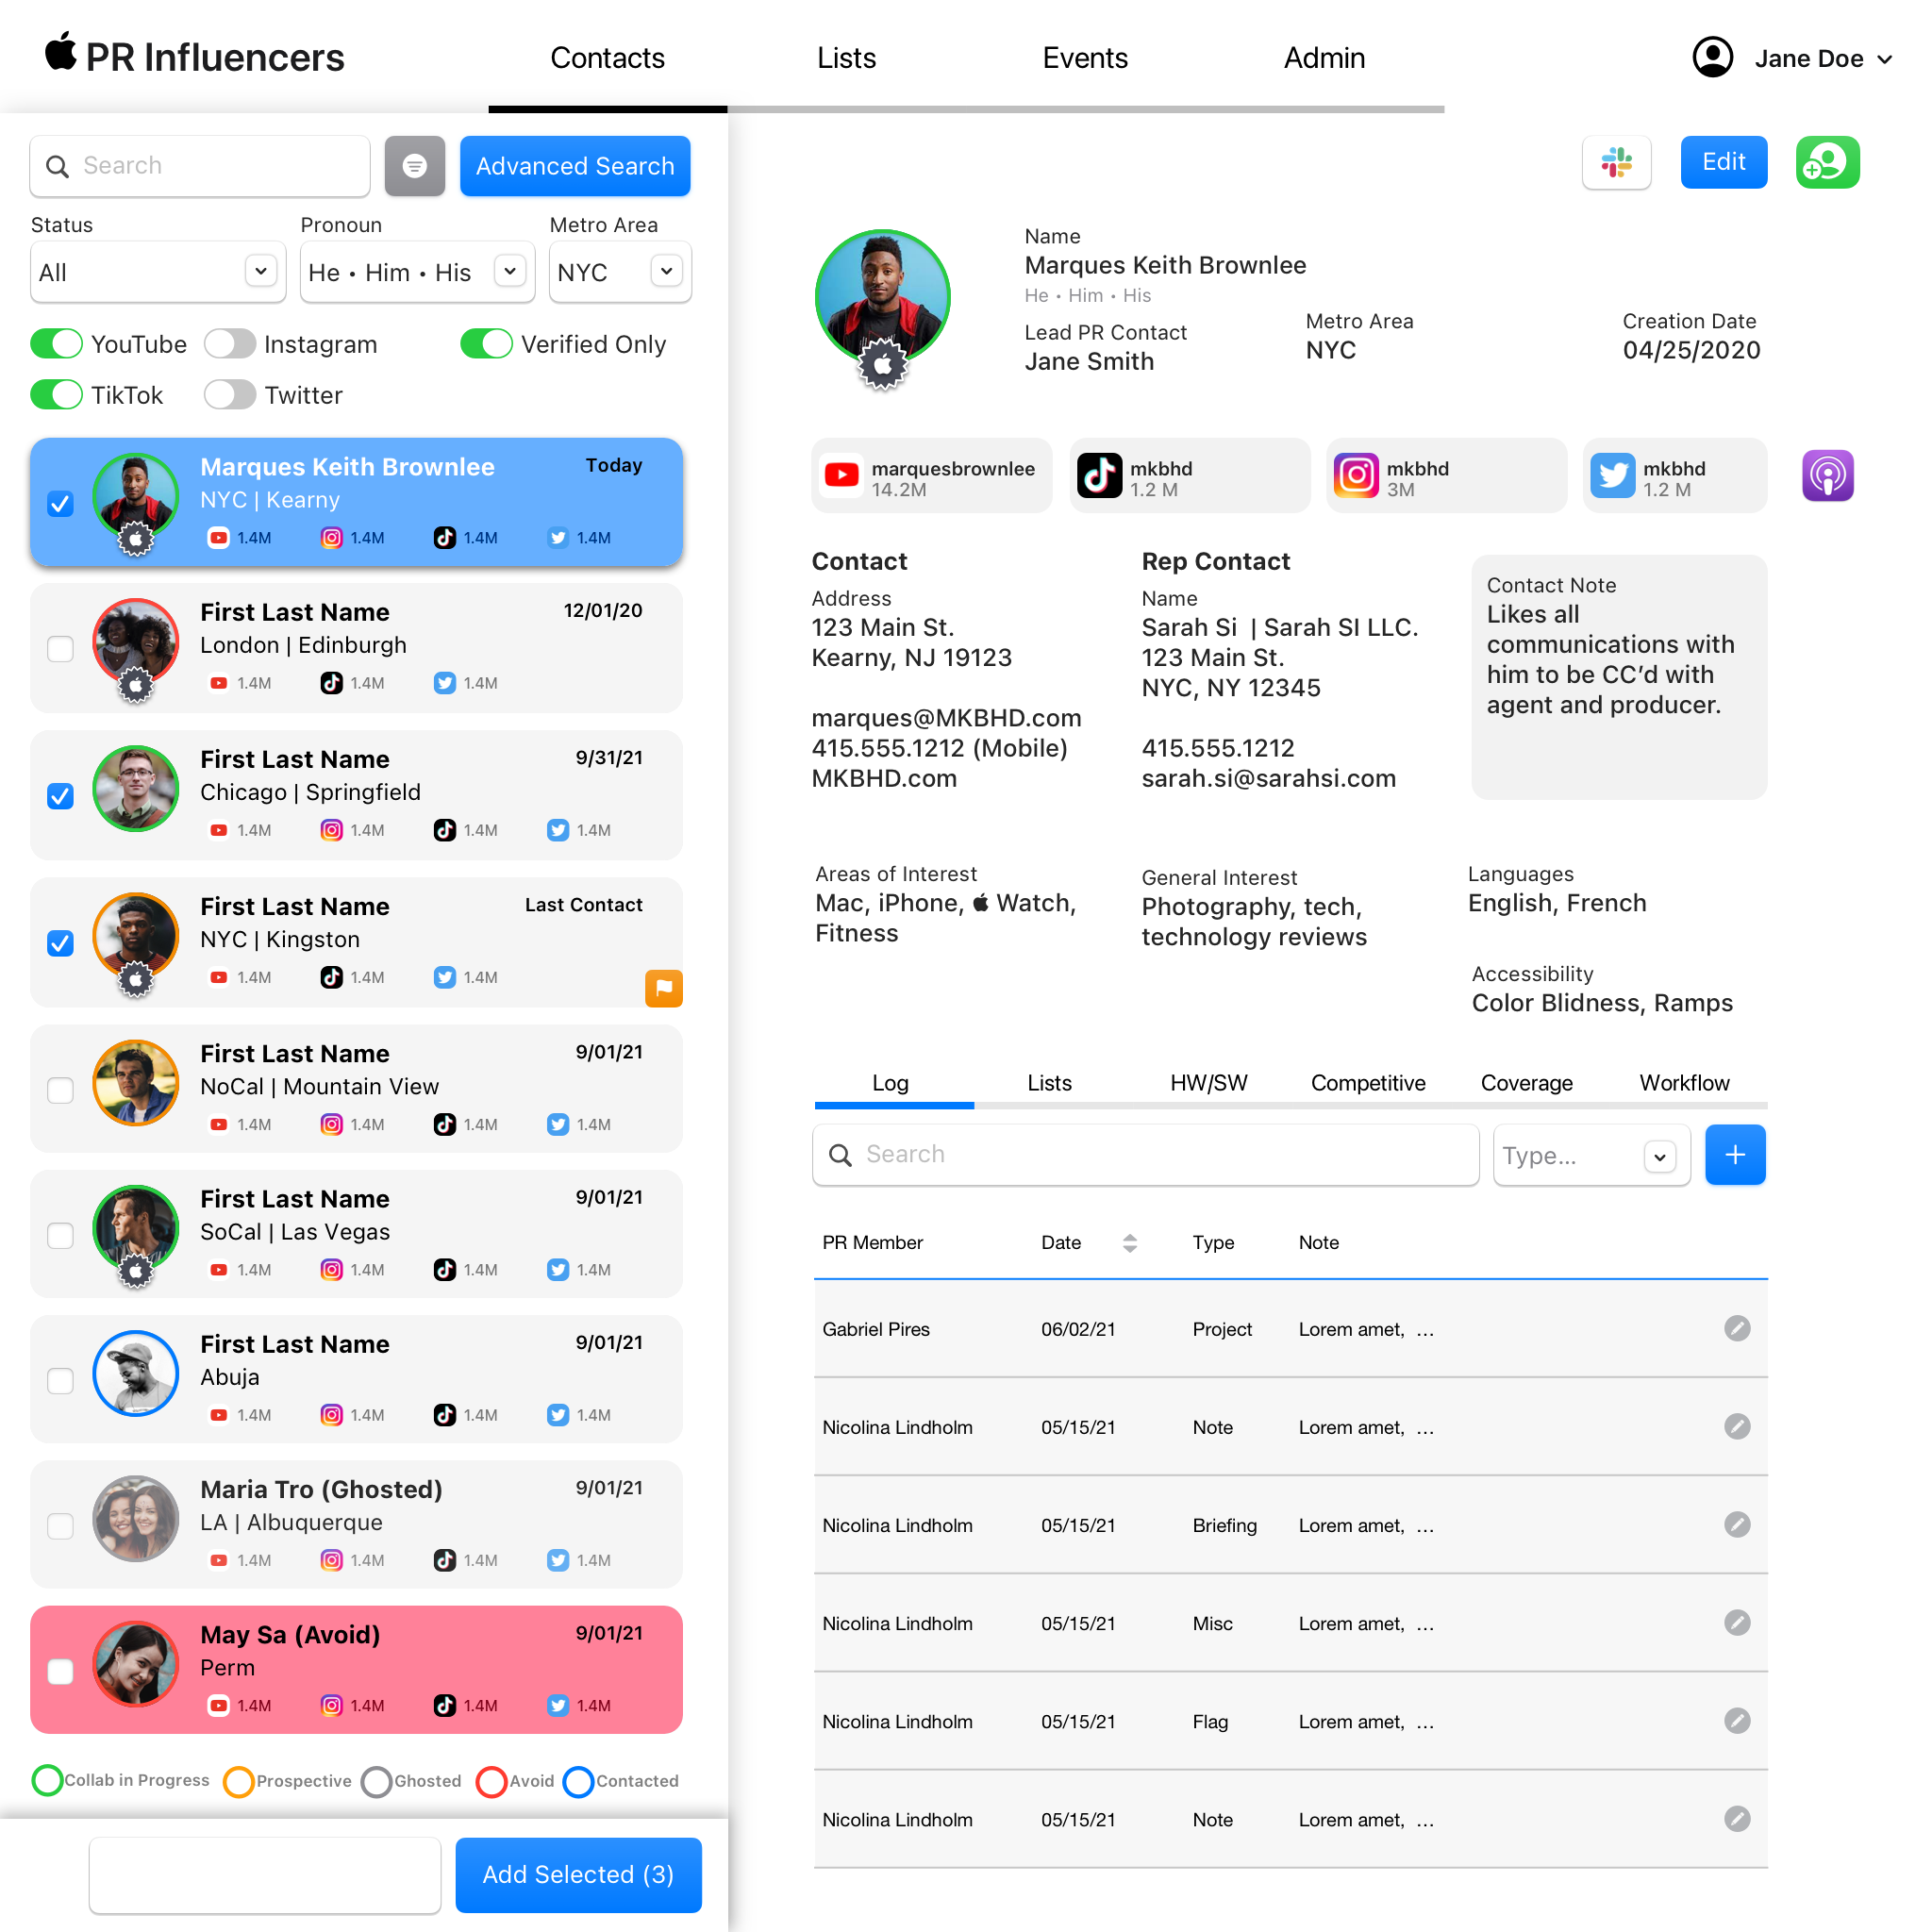 PR Influencers
Contacts
Lists
Events
Admin
Jane Doe
Search
Advanced Search
Status
Pronoun
Metro Area
All
He • Him • His
NYC
YouTube
Instagram
Verified Only
TikTok
Twitter
Marques Keith Brownlee
Today
NYC | Kearny
1.4M
1.4M
1.4M
1.4M
First Last Name
12/01/20
London | Edinburgh
1.4M
1.4M
1.4M
First Last Name
9/31/21
Chicago | Springfield
1.4M
1.4M
1.4M
1.4M
First Last Name
Last Contact
NYC | Kingston
1.4M
1.4M
1.4M
First Last Name
9/01/21
NoCal | Mountain View
1.4M
1.4M
1.4M
1.4M
First Last Name
9/01/21
SoCal | Las Vegas
1.4M
1.4M
1.4M
1.4M
First Last Name
9/01/21
Abuja
1.4M
1.4M
1.4M
1.4M
Maria Tro (Ghosted)
9/01/21
LA | Albuquerque
1.4M
1.4M
1.4M
1.4M
May Sa (Avoid)
9/01/21
Perm
1.4M
1.4M
1.4M
1.4M
Collab in Progress
Prospective
Ghosted
Avoid
Contacted
Add Selected (3)
Edit
Name
Marques Keith Brownlee
He • Him • His
Lead PR Contact
Jane Smith
Metro Area
NYC
Creation Date
04/25/2020
marquesbrownlee
14.2M
mkbhd
1.2 M
mkbhd
3M
mkbhd
1.2 M
Contact
Address
123 Main St.
Kearny, NJ 19123
marques@MKBHD.com
415.555.1212 (Mobile)
MKBHD.com
Rep Contact
Name
Sarah Si | Sarah SI LLC.
123 Main St.
NYC, NY 12345
415.555.1212
sarah.si@sarahsi.com
Contact Note
Likes all
communications with
him to be CC’d with
agent and producer.
Areas of Interest
Mac, iPhone,  Watch,
Fitness
General Interest
Photography, tech,
technology reviews
Languages
English, French
Accessibility
Color Blidness, Ramps
Log
Lists
HW/SW
Competitive
Coverage
Workflow
Search
Type...
PR Member
Date
Type
Note
Gabriel Pires
06/02/21
Project
Lorem amet, ...
Nicolina Lindholm
05/15/21
Note
Lorem amet, ...
Nicolina Lindholm
05/15/21
Briefing
Lorem amet, ...
Nicolina Lindholm
05/15/21
Misc
Lorem amet, ...
Nicolina Lindholm
05/15/21
Flag
Lorem amet, ...
Nicolina Lindholm
05/15/21
Note
Lorem amet, ...